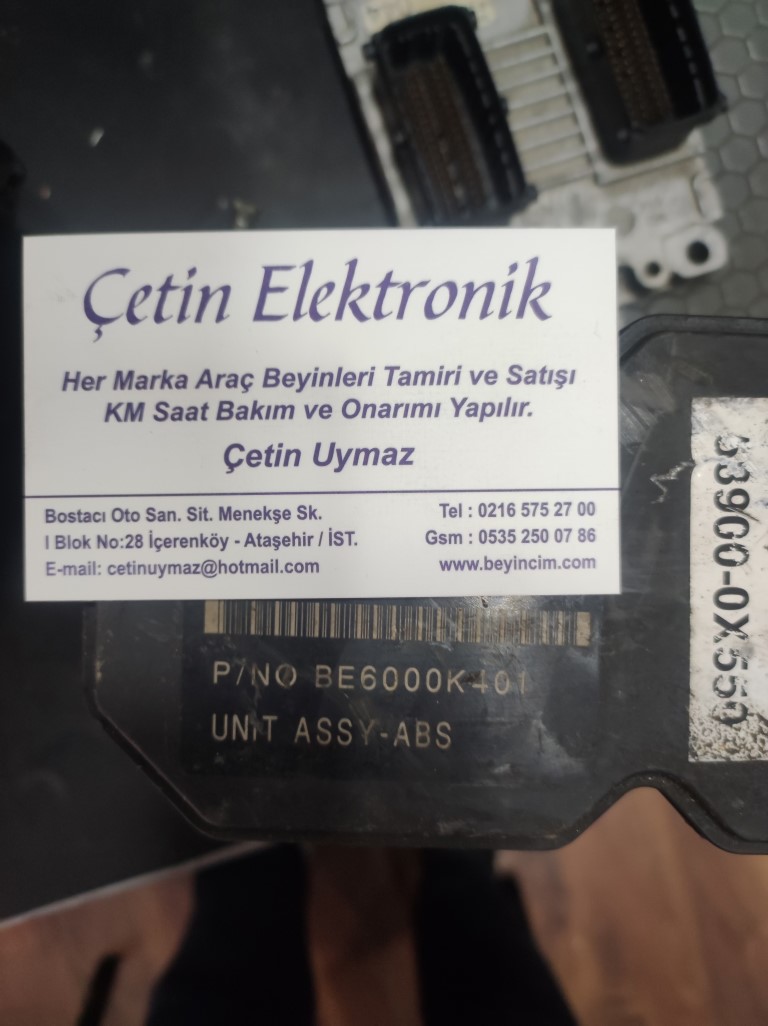 Çetin Elektronik
Her Marka Araç Beyinleri Tamiri ve Satışı
KM Saat Bakım ve Onarımı Yapılır.
Çetin Uymaz
Bostacı Oto San. Sit. Menekşe Sk.
I Blok No:28 İçerenköy - Ataşehir / İST.
E-mail: cetinuymaz@hotmail.com
Tel : 0216 575 27 00
Gsm : 0535 250 07 86
www.beyincim.com
P/NO BE6000K401
UNIT ASSY-ABS
58900-0X550